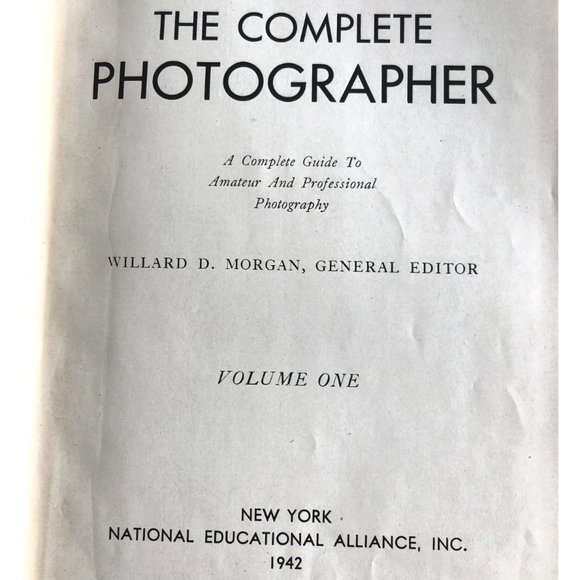 THE COMPLETE
PHOTOGRAPHER
A Complete Guide To
Amateur And Professional
Photography
WILLARD D. MORGAN, GENERAL EDITOR
VOLUME ONE
NEW YORK
NATIONAL EDUCATIONAL ALLIANCE, INC.
1942